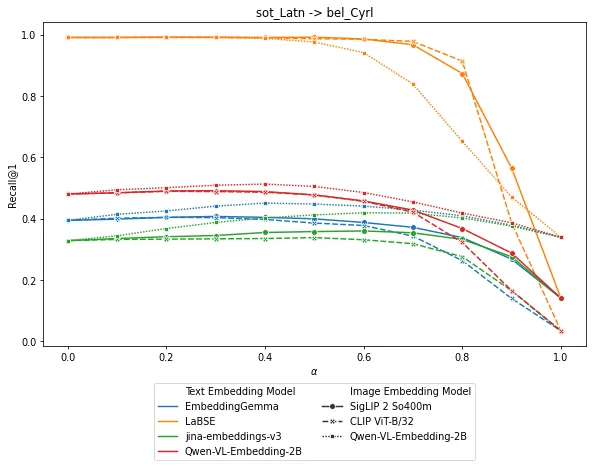 sot_Latn -> bel_Cyrl
Recall@1
1.0
0.8
0.6
0.4
0.2
0.0
0.0 0.2 0.4 0.6 0.8 1.0
α
Text Embedding Model
EmbeddingGemma
LaBSE
jina-embeddings-v3
Qwen-VL-Embedding-2B
Image Embedding Model
SigLIP 2 So400m
CLIP ViT-B/32
Qwen-VL-Embedding-2B